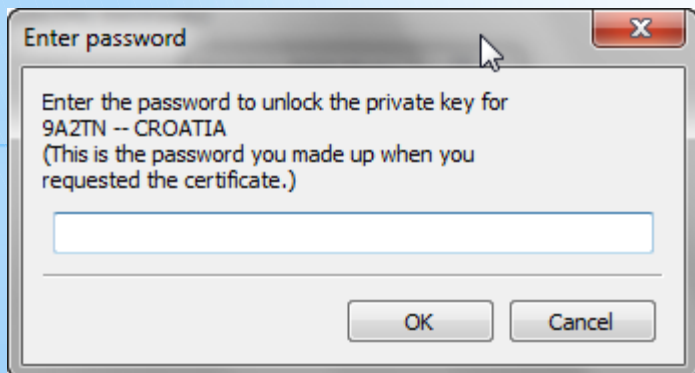 Enter password
Enter the password to unlock the private key for
9A2TN -- CROATIA
(This is the password you made up when you
requested the certificate.)
OK
Cancel